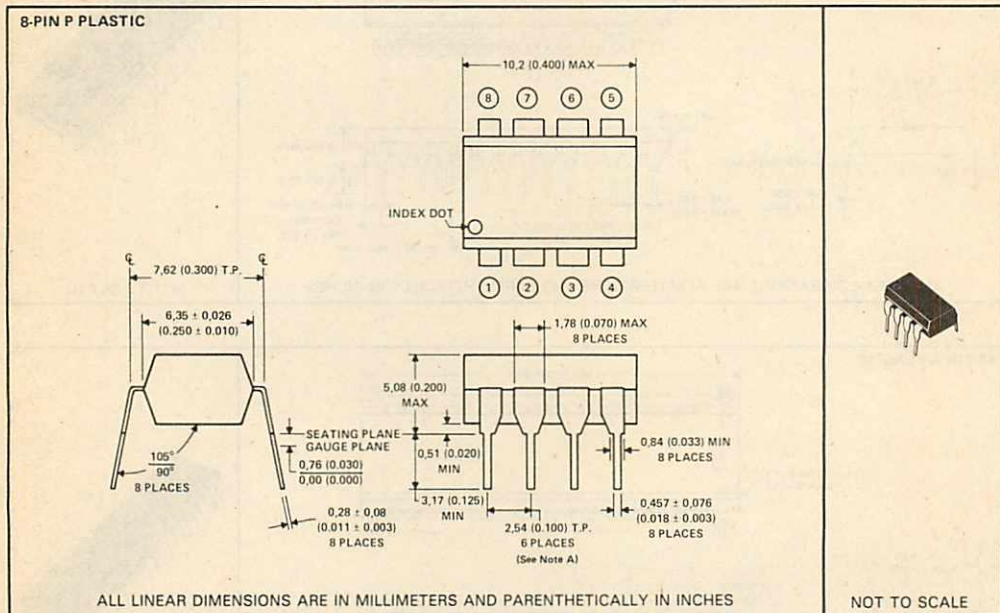 8-PIN P PLASTIC
10,2 (0.400) MAX
8 7 6 5
INDEX DOT
1 2 3 4
℄ ℄
7,62 (0.300) T.P.
6,35 ± 0,026
(0.250 ± 0.010)
105°
90°
8 PLACES
SEATING PLANE
GAUGE PLANE
0,76 (0.030)
0,00 (0.000)
0,28 ± 0,08
(0.011 ± 0.003)
8 PLACES
1,78 (0.070) MAX
8 PLACES
5,08 (0.200)
MAX
0,51 (0.020)
MIN
3,17 (0.125)
MIN
0,84 (0.033) MIN
8 PLACES
0,457 ± 0,076
(0.018 ± 0.003)
8 PLACES
2,54 (0.100) T.P.
6 PLACES
(See Note A)
ALL LINEAR DIMENSIONS ARE IN MILLIMETERS AND PARENTHETICALLY IN INCHES
NOT TO SCALE